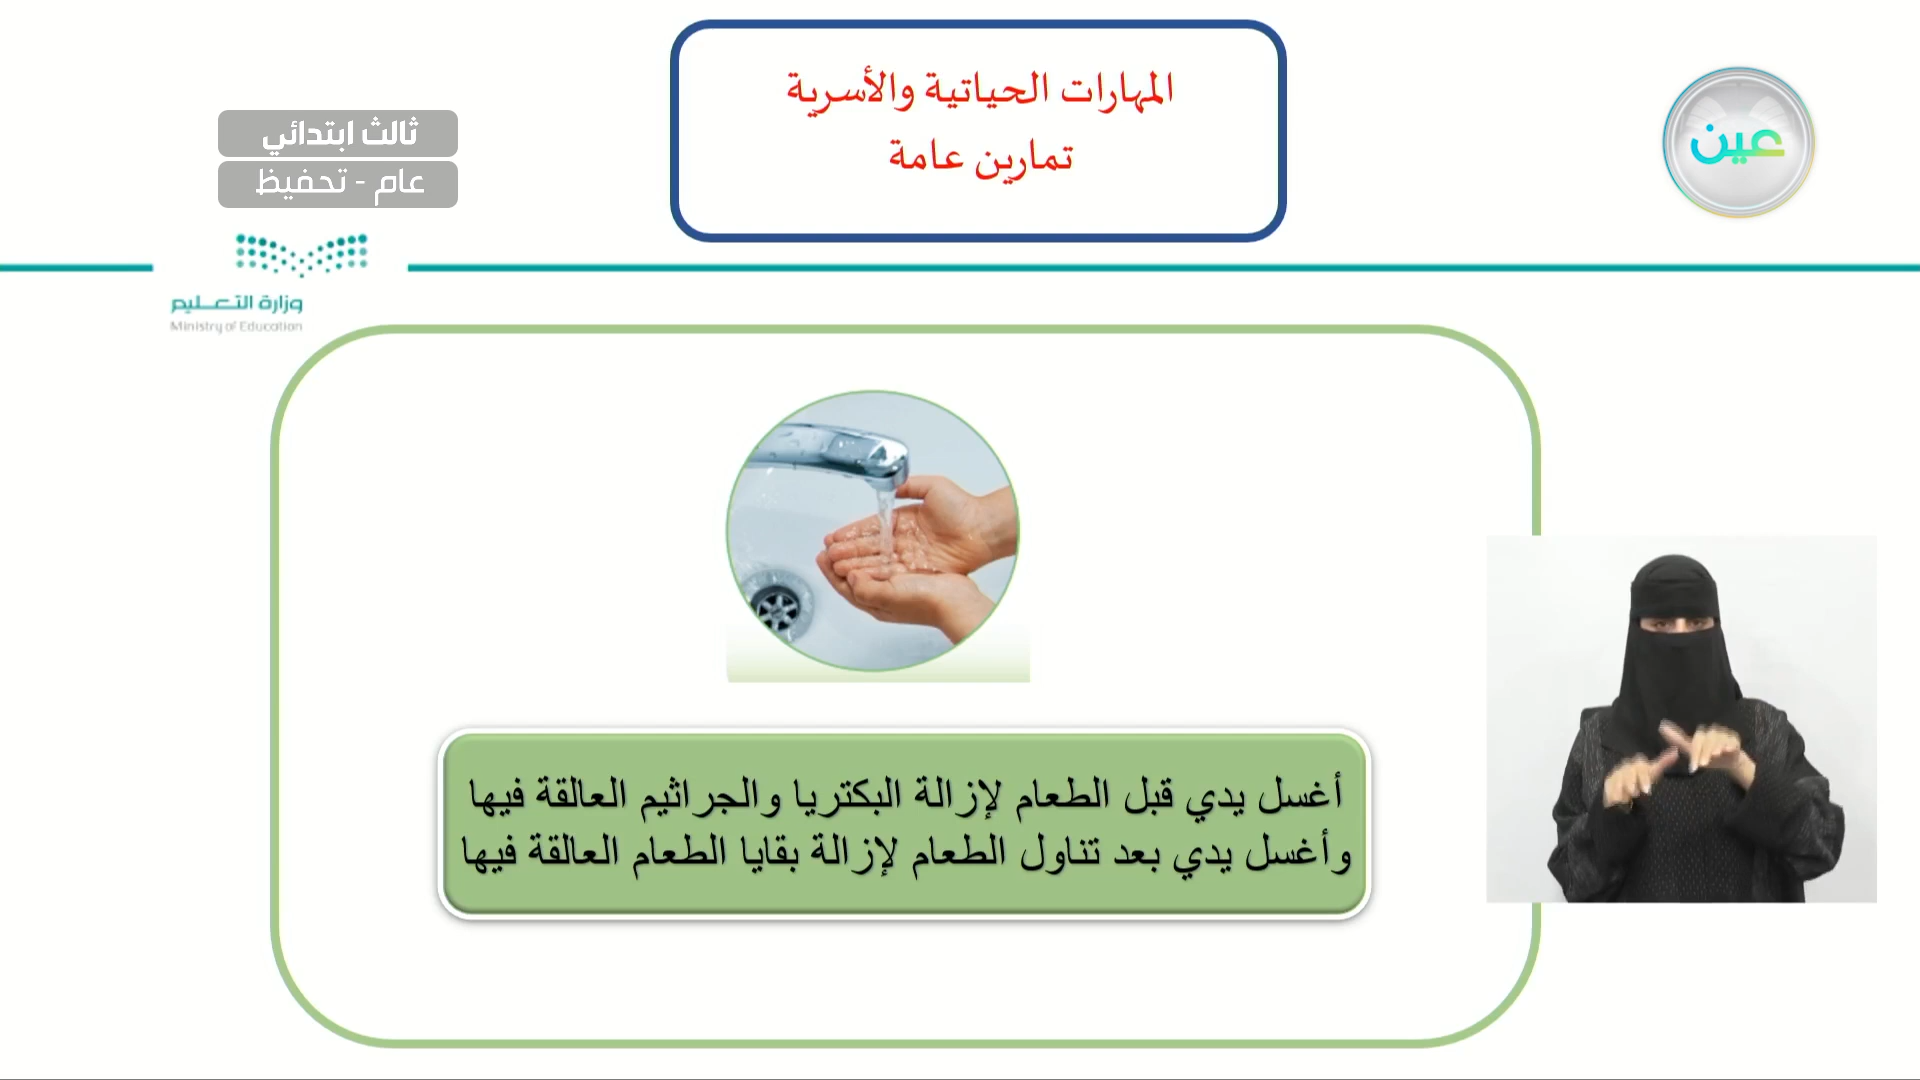 المهارات الحياتية والأسرية
تمارين عامة
عين
ثالث ابتدائي
عام - تحفيظ
وزارة التعليم
Ministry of Education
أغسل يدي قبل الطعام لإزالة البكتريا والجراثيم العالقة فيها
وأغسل يدي بعد تناول الطعام لإزالة بقايا الطعام العالقة فيها